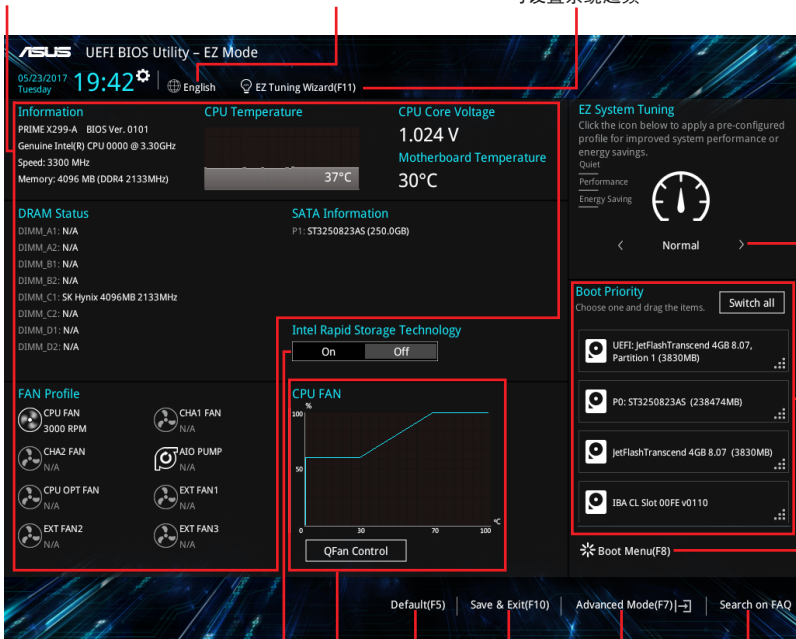 可设置系统超频
ASUS UEFI BIOS Utility – EZ Mode
05/23/2017
Tuesday
19:42
English
EZ Tuning Wizard(F11)
Information
PRIME X299-A BIOS Ver. 0101
Genuine Intel(R) CPU 0000 @ 3.30GHz
Speed: 3300 MHz
Memory: 4096 MB (DDR4 2133MHz)
CPU Temperature
37°C
CPU Core Voltage
1.024 V
Motherboard Temperature
30°C
EZ System Tuning
Click the icon below to apply a pre-configured
profile for improved system performance or
energy savings.
Quiet
Performance
Energy Saving
Normal
DRAM Status
DIMM_A1: N/A
DIMM_A2: N/A
DIMM_B1: N/A
DIMM_B2: N/A
DIMM_C1: SK Hynix 4096MB 2133MHz
DIMM_C2: N/A
DIMM_D1: N/A
DIMM_D2: N/A
SATA Information
P1: ST3250823AS (250.0GB)
Intel Rapid Storage Technology
On Off
Boot Priority
Choose one and drag the items.
Switch all
UEFI: JetFlashTranscend 4GB 8.07,
Partition 1 (3830MB)
P0: ST3250823AS (238474MB)
JetFlashTranscend 4GB 8.07 (3830MB)
IBA CL Slot 00FE v0110
Boot Menu(F8)
FAN Profile
CPU FAN
3000 RPM
CHA1 FAN
N/A
CHA2 FAN
N/A
AIO PUMP
N/A
CPU OPT FAN
N/A
EXT FAN1
N/A
EXT FAN2
N/A
EXT FAN3
N/A
CPU FAN
%
100
50
0 30 70 100
°C
QFan Control
Default(F5)
Save & Exit(F10)
Advanced Mode(F7)
Search on FAQ